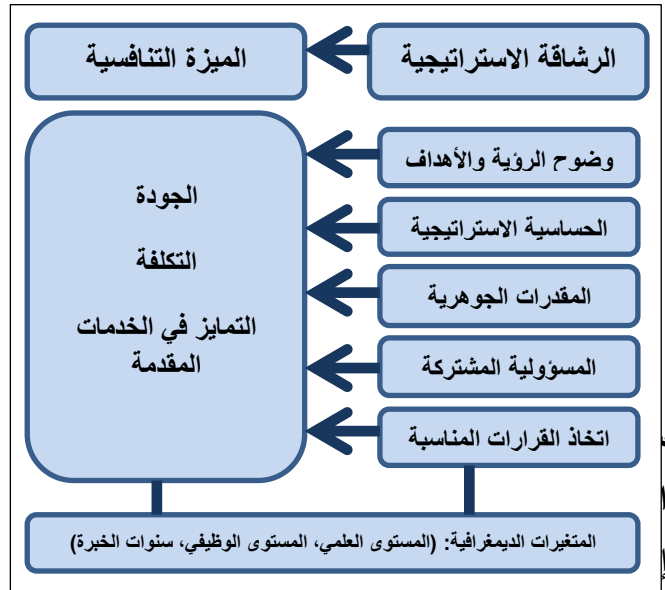 الرشاقة الاستراتيجية
الميزة التنافسية
وضوح الرؤية والأهداف
الحساسية الاستراتيجية
المقدرات الجوهرية
المسؤولية المشتركة
اتخاذ القرارات المناسبة
الجودة
التكلفة
التمايز في الخدمات
المقدمة
المتغيرات الديمغرافية: (المستوى العلمي، المستوى الوظيفي، سنوات الخبرة)